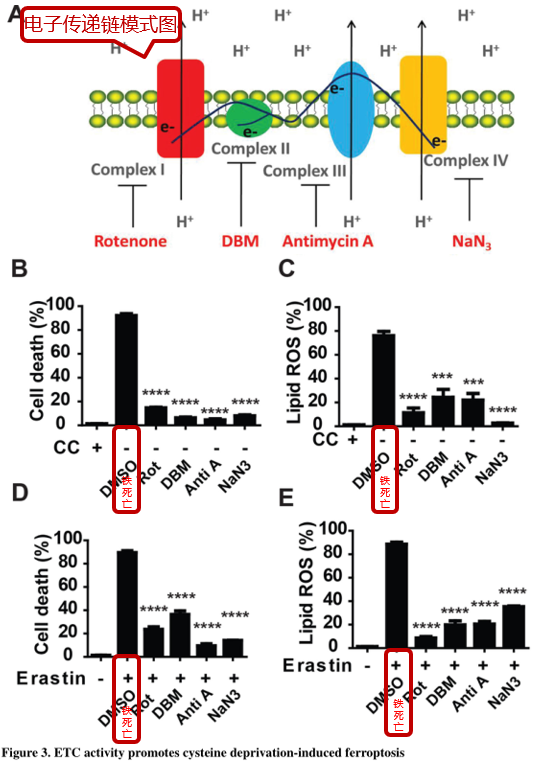 A
电子传递链模式图
H⁺ H⁺
H⁺ H⁺ H⁺ H⁺ H⁺
e- e- e- e-
Complex I Complex II Complex III Complex IV
H⁺ H⁺ H⁺
Rotenone DBM Antimycin A NaN₃
B
Cell death (%)
100
80
60
40
20
0
**** **** **** ****
CC + - - - - -
DMSO Rot DBM Anti A NaN3
铁死亡
C
Lipid ROS (%)
100
80
60
40
20
0
**** *** *** ****
CC + - - - - -
DMSO Rot DBM Anti A NaN3
铁死亡
D
Cell death (%)
100
80
60
40
20
0
**** **** **** ****
Erastin - + + + + +
DMSO Rot DBM Anti A NaN3
铁死亡
E
Lipid ROS (%)
100
80
60
40
20
0
**** **** **** ****
Erastin - + + + + +
DMSO Rot DBM Anti A NaN3
铁死亡
Figure 3. ETC activity promotes cysteine deprivation-induced ferroptosis